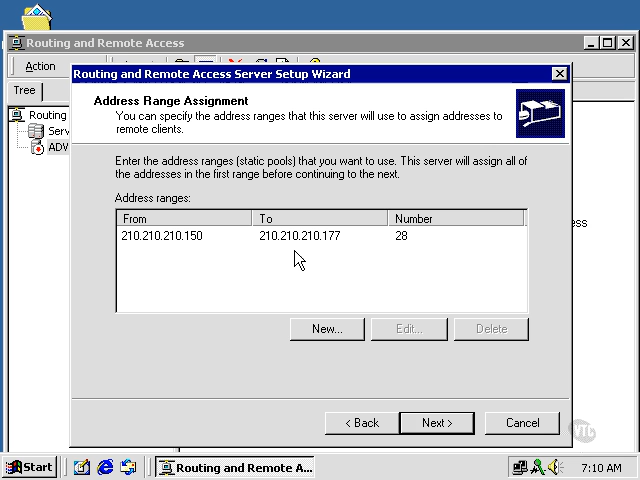 Routing and Remote Access
Action
Tree
Routing
Serv
ADV
ess
Routing and Remote Access Server Setup Wizard
Address Range Assignment
You can specify the address ranges that this server will use to assign addresses to
remote clients.
Enter the address ranges (static pools) that you want to use. This server will assign all of
the addresses in the first range before continuing to the next.
Address ranges:
From To Number
210.210.210.150 210.210.210.177 28
New... Edit... Delete
< Back Next > Cancel
VTC
Start Routing and Remote A... 7:10 AM